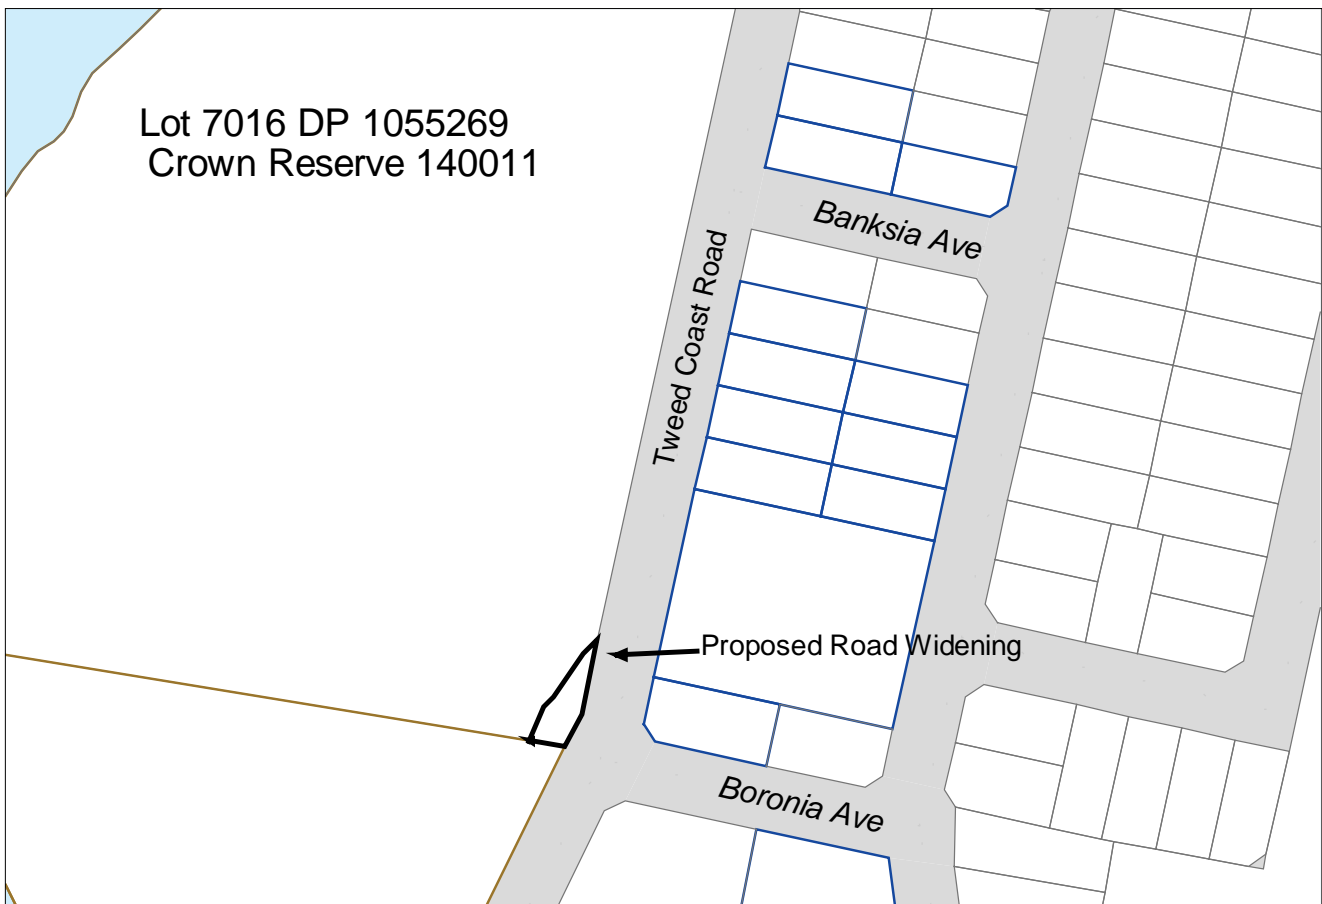 Lot 7016 DP 1055269
Crown Reserve 140011
Banksia Ave
Tweed Coast Road
Proposed Road Widening
Boronia Ave